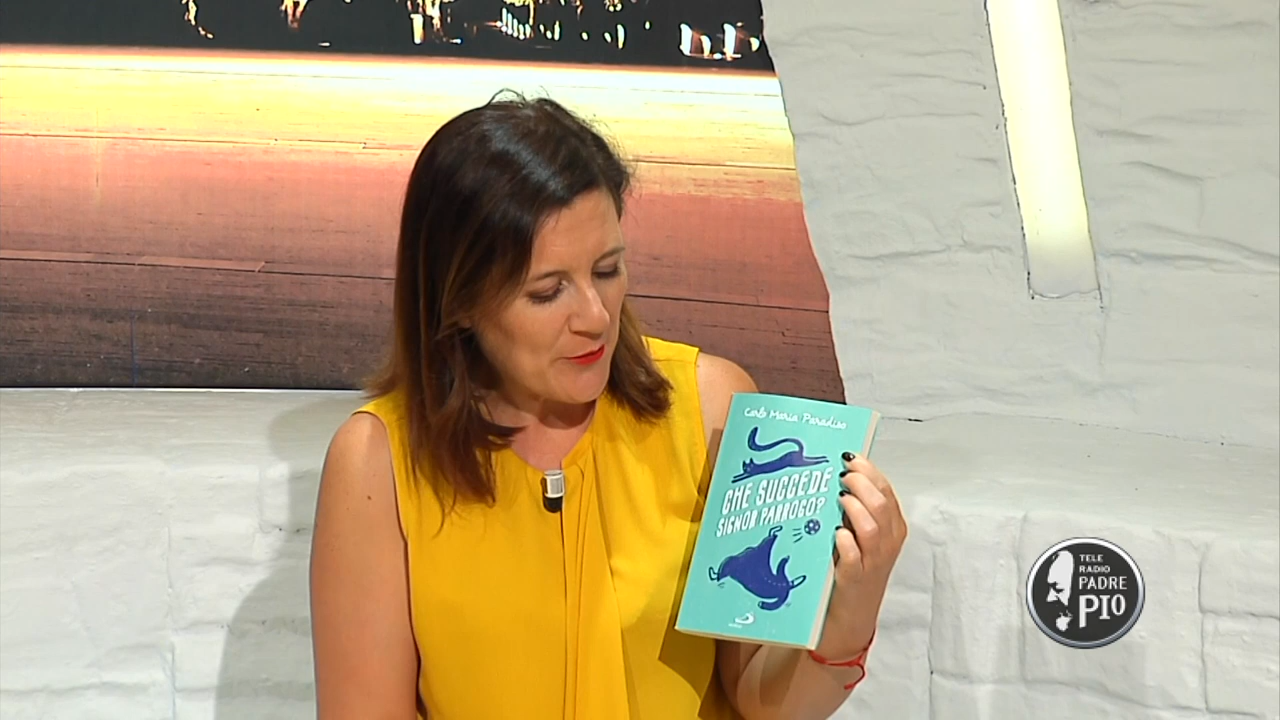 Carlo Maria Paradiso
CHE SUCCEDE
SIGNOR PARROCO?
TELE
RADIO
PADRE
PIO